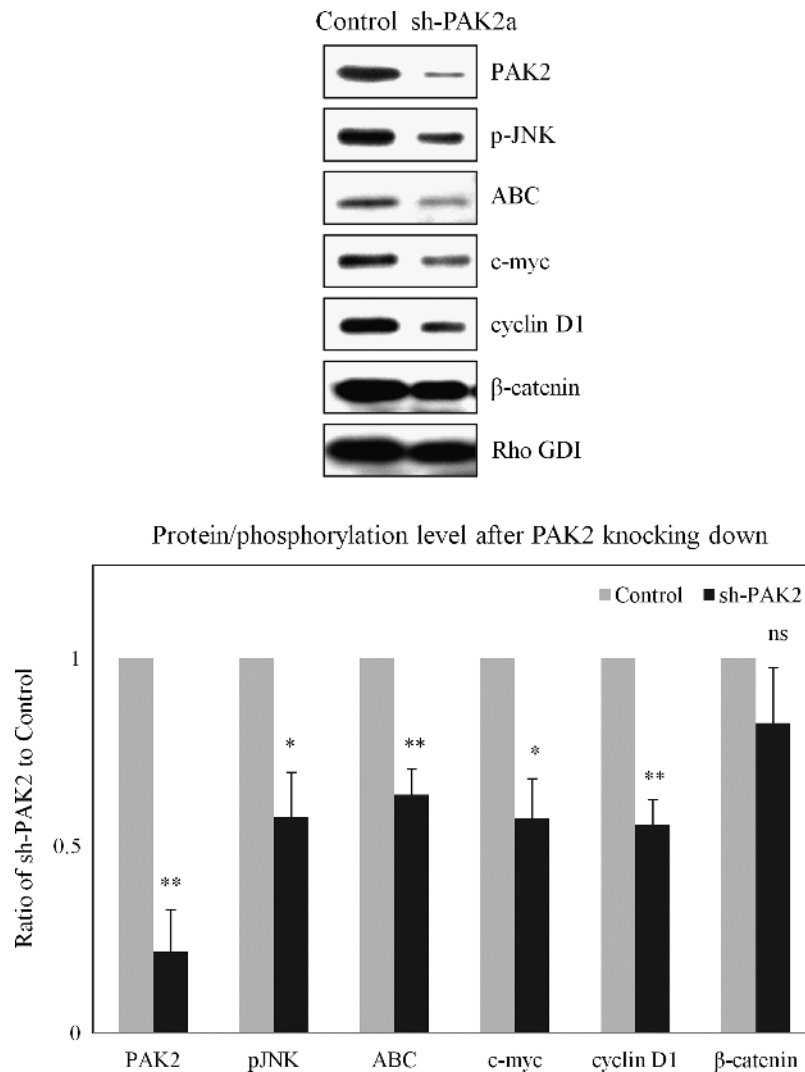 Control sh-PAK2a
PAK2
p-JNK
ABC
c-myc
cyclin D1
β-catenin
Rho GDI
Protein/phosphorylation level after PAK2 knocking down
Control sh-PAK2
ns
1
* ** * **
0.5
**
0
Ratio of sh-PAK2 to Control
PAK2 pJNK ABC c-myc cyclin D1 β-catenin